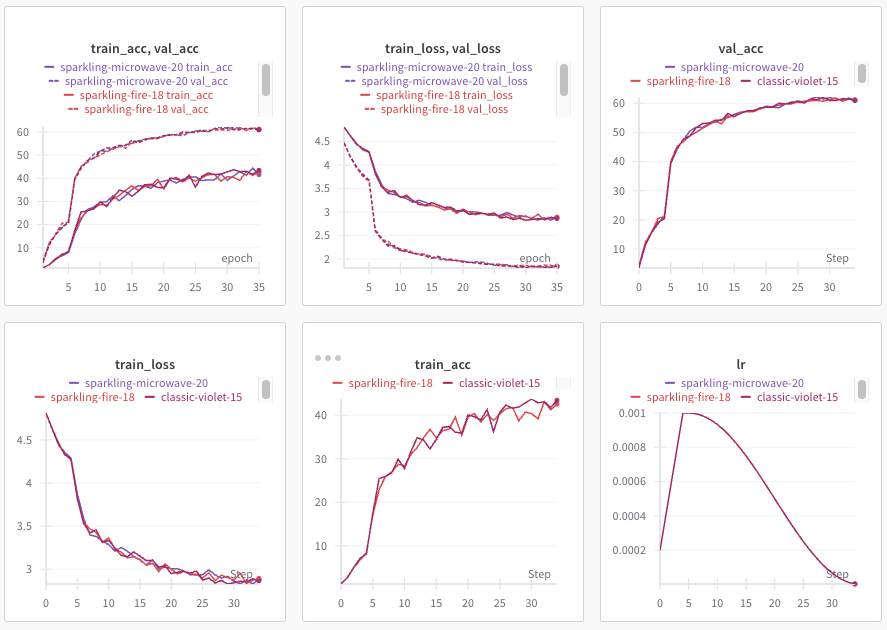 train_acc, val_acc
sparkling-microwave-20 train_acc
sparkling-microwave-20 val_acc
sparkling-fire-18 train_acc
sparkling-fire-18 val_acc
60
50
40
30
20
10
epoch
5 10 15 20 25 30 35
train_loss, val_loss
sparkling-microwave-20 train_loss
sparkling-microwave-20 val_loss
sparkling-fire-18 train_loss
sparkling-fire-18 val_loss
4.5
4
3.5
3
2.5
2
epoch
5 10 15 20 25 30 35
val_acc
sparkling-microwave-20
sparkling-fire-18 classic-violet-15
60
50
40
30
20
10
Step
0 5 10 15 20 25 30
train_loss
sparkling-microwave-20
sparkling-fire-18 classic-violet-15
4.5
4
3.5
3
Step
0 5 10 15 20 25 30
train_acc
sparkling-fire-18 classic-violet-15
40
30
20
10
Step
0 5 10 15 20 25 30
lr
sparkling-microwave-20
sparkling-fire-18 classic-violet-15
0.001
0.0008
0.0006
0.0004
0.0002
Step
0 5 10 15 20 25 30